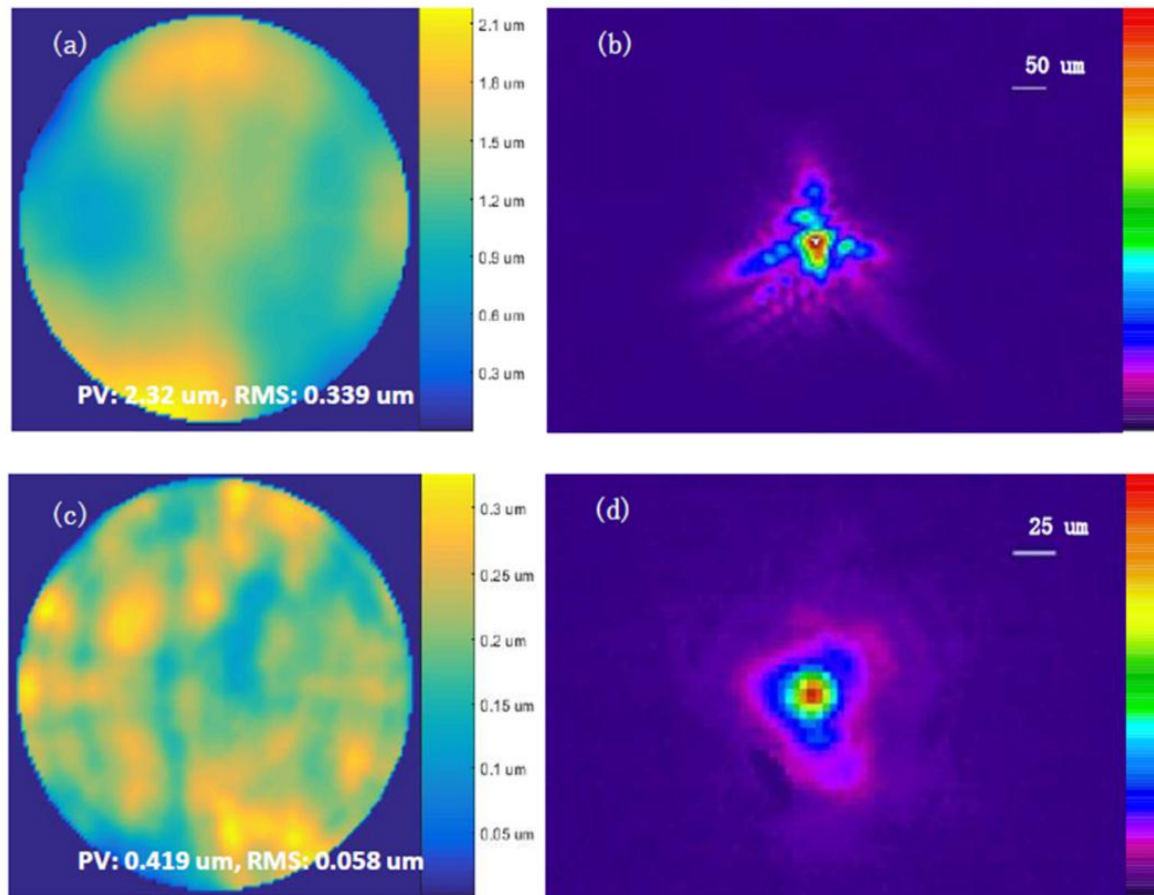 (a)
2.1 um
1.8 um
1.5 um
1.2 um
0.9 um
0.6 um
0.3 um
PV: 2.32 um, RMS: 0.339 um
(b)
50 um
(c)
0.3 um
0.25 um
0.2 um
0.15 um
0.1 um
0.05 um
PV: 0.419 um, RMS: 0.058 um
(d)
25 um